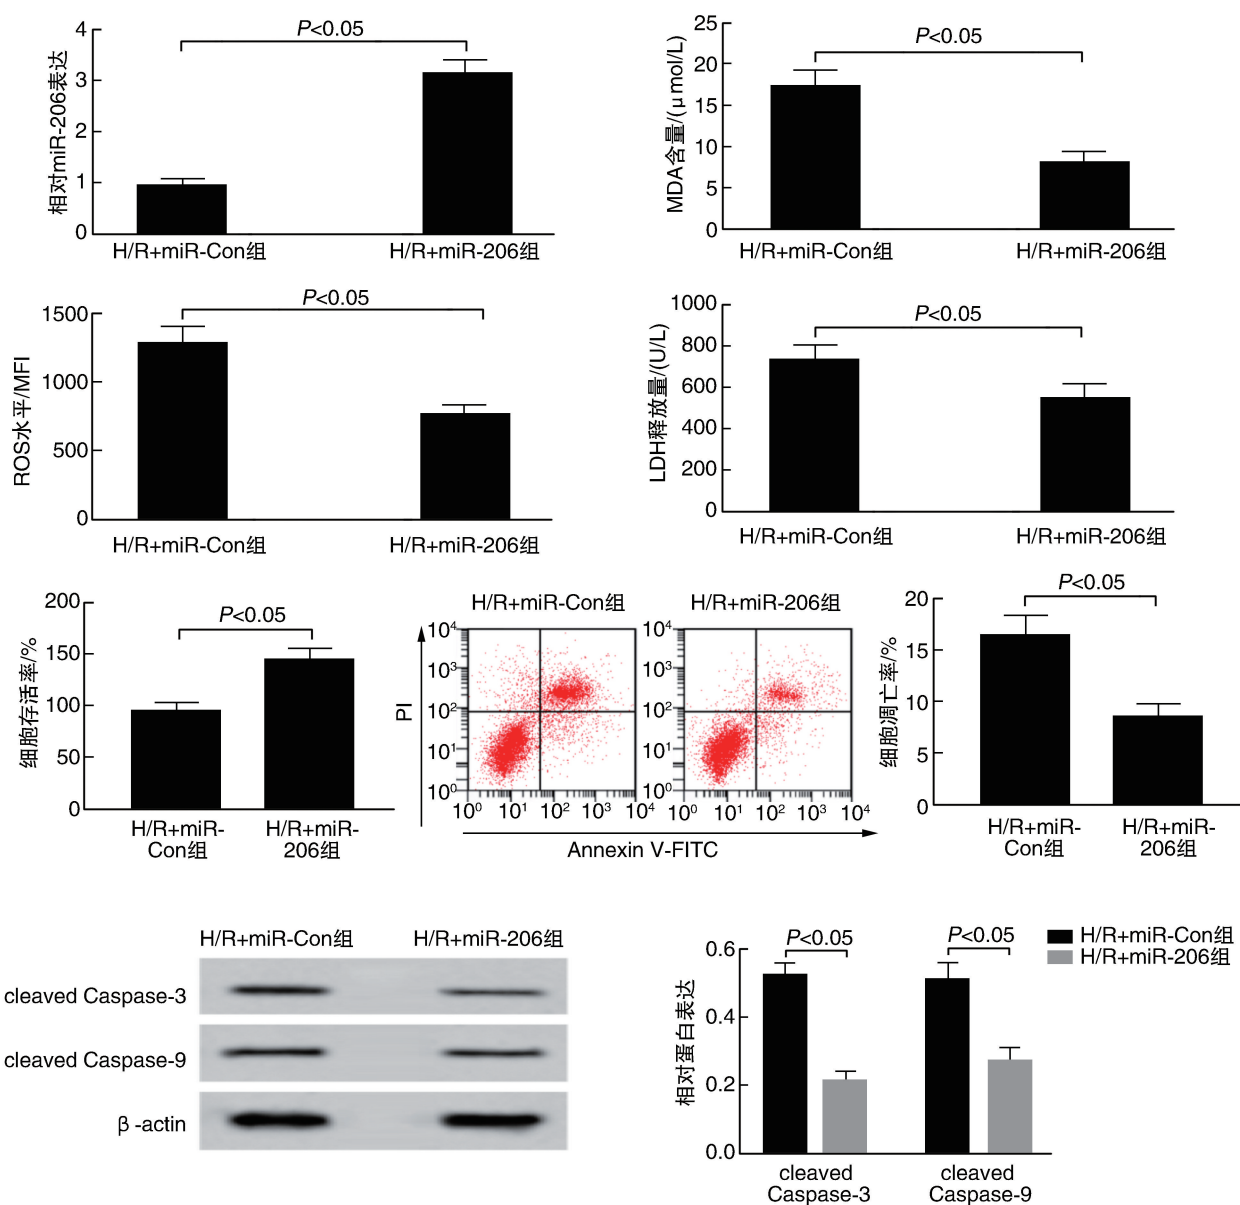 相对miR-206表达
4
3
2
1
0
P<0.05
H/R+miR-Con组
H/R+miR-206组
MDA含量/(μmol/L)
25
20
15
10
5
0
P<0.05
H/R+miR-Con组
H/R+miR-206组
ROS水平/MFI
1500
1000
500
0
P<0.05
H/R+miR-Con组
H/R+miR-206组
LDH释放量/(U/L)
1000
800
600
400
200
0
P<0.05
H/R+miR-Con组
H/R+miR-206组
细胞存活率/%
200
150
100
50
0
P<0.05
H/R+miR-
Con组
H/R+miR-
206组
H/R+miR-Con组
H/R+miR-206组
PI
10⁴
10³
10²
10¹
10⁰
10⁰
10¹
10²
10³
10⁴
10⁴
10³
10²
10¹
10⁰
10⁰
10¹
10²
10³
10⁴
Annexin V-FITC
细胞凋亡率/%
20
15
10
5
0
P<0.05
H/R+miR-
Con组
H/R+miR-
206组
H/R+miR-Con组
H/R+miR-206组
cleaved Caspase-3
cleaved Caspase-9
β-actin
相对蛋白表达
0.6
0.4
0.2
0.0
P<0.05
P<0.05
H/R+miR-Con组
H/R+miR-206组
cleaved
Caspase-3
cleaved
Caspase-9